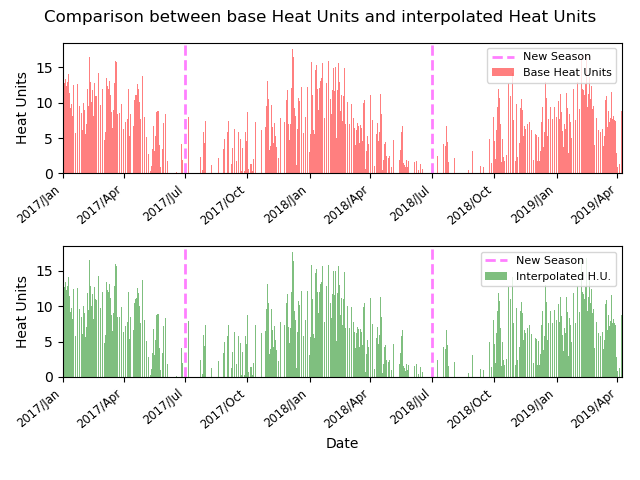 Comparison between base Heat Units and interpolated Heat Units
Heat Units
15
10
5
0
New Season
Base Heat Units
2017/Jan 2017/Apr 2017/Jul 2017/Oct 2018/Jan 2018/Apr 2018/Jul 2018/Oct 2019/Jan 2019/Apr
Heat Units
15
10
5
0
New Season
Interpolated H.U.
2017/Jan 2017/Apr 2017/Jul 2017/Oct 2018/Jan 2018/Apr 2018/Jul 2018/Oct 2019/Jan 2019/Apr
Date